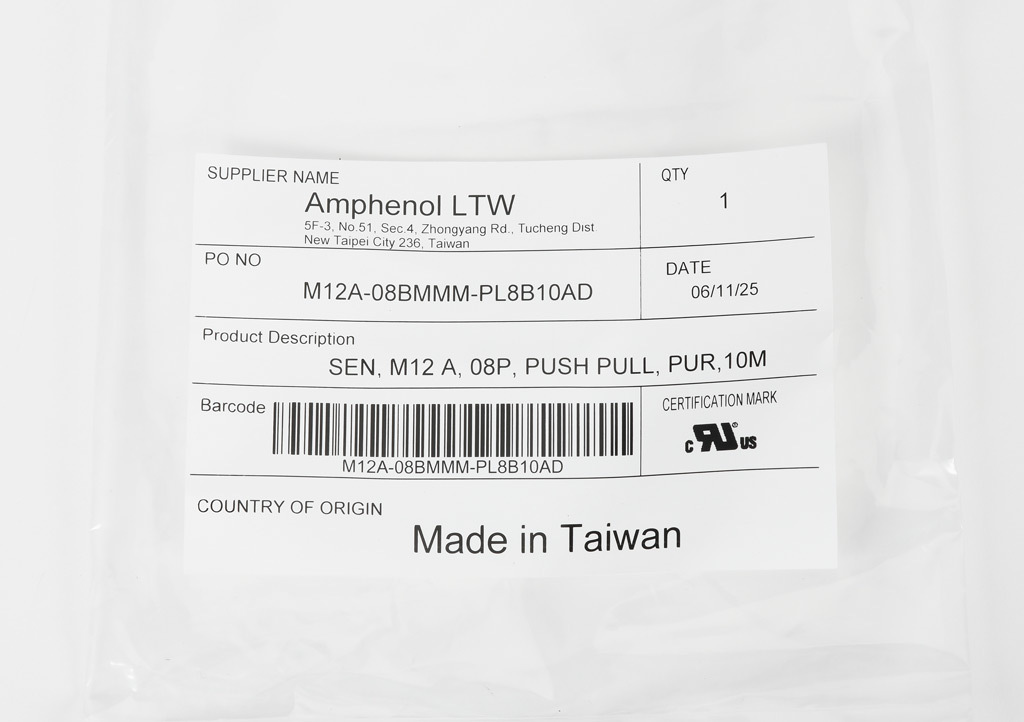 SUPPLIER NAME
Amphenol LTW
5F-3, No.51, Sec.4, Zhongyang Rd., Tucheng Dist
New Taipei City 236, Taiwan
QTY
1
PO NO
M12A-08BMMM-PL8B10AD
DATE
06/11/25
Product Description
SEN, M12 A, 08P, PUSH PULL, PUR,10M
Barcode
M12A-08BMMM-PL8B10AD
CERTIFICATION MARK
c RU® US
COUNTRY OF ORIGIN
Made in Taiwan